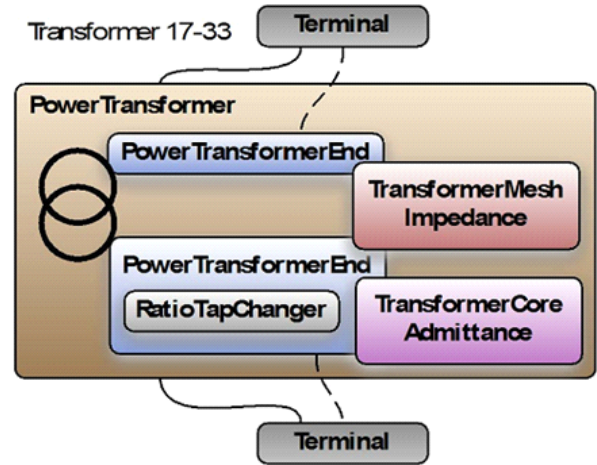 Transformer 17-33
Terminal
PowerTransformer
PowerTransformerEnd
TransformerMesh
Impedance
PowerTransformerEnd
RatioTapChanger
TransformerCore
Admittance
Terminal